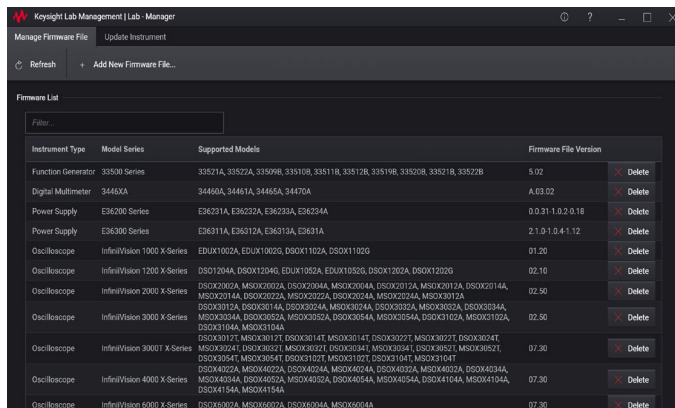 Keysight Lab Management | Lab - Manager
Manage Firmware File Update Instrument
Refresh + Add New Firmware File...
Firmware List
Filter...
Instrument Type Model Series Supported Models Firmware File Version
Function Generator 33500 Series 33521A, 33522A, 33509B, 33510B, 33511B, 33512B, 33519B, 33520B, 33521B, 33522B 5.02 Delete
Digital Multimeter 3446XA 34460A, 34461A, 34465A, 34470A A.03.02 Delete
Power Supply E36200 Series E36231A, E36232A, E36233A, E36234A 0.0.31-1.0.2-0.18 Delete
Power Supply E36300 Series E36311A, E36312A, E36313A, E3631A 2.1.0-1.0.4-1.12 Delete
Oscilloscope InfiniiVision 1000 X-Series EDUX1002A, EDUX1002G, DSOX1102A, DSOX1102G 01.20 Delete
Oscilloscope InfiniiVision 1200 X-Series DSO1204A, DSOX1204G, EDUX1052A, EDUX1052G, DSOX1202A, DSOX1202G 02.10 Delete
DSOX2002A, MSOX2002A, DSOX2004A, MSOX2004A, DSOX2012A, MSOX2012A, DSOX2014A,
Oscilloscope InfiniiVision 2000 X-Series MSOX2014A, DSOX2022A, MSOX2022A, DSOX2024A, MSOX2024A, MSOX3012A 02.50 Delete
DSOX3012A, DSOX3014A, DSOX3024A, MSOX3024A, DSOX3032A, MSOX3032A, DSOX3034A,
Oscilloscope InfiniiVision 3000 X-Series MSOX3034A, DSOX3052A, MSOX3052A, DSOX3054A, MSOX3054A, DSOX3102A, MSOX3102A, 02.50 Delete
DSOX3104A, MSOX3104A
DSOX3012T, MSOX3012T, DSOX3014T, MSOX3014T, DSOX3022T, MSOX3022T, DSOX3024T,
Oscilloscope InfiniiVision 3000T X-Series MSOX3024T, DSOX3032T, MSOX3032T, DSOX3034T, MSOX3034T, DSOX3052T, MSOX3052T, 07.30 Delete
DSOX3054T, MSOX3054T, DSOX3102T, MSOX3102T, DSOX3104T, MSOX3104T
DSOX4022A, MSOX4022A, DSOX4024A, MSOX4024A, DSOX4032A, MSOX4032A, DSOX4034A,
Oscilloscope InfiniiVision 4000 X-Series MSOX4034A, DSOX4052A, MSOX4052A, DSOX4054A, MSOX4054A, DSOX4104A, MSOX4104A, 07.30 Delete
DSOX4154A, MSOX4154A
Oscilloscope InfiniiVision 6000 X-Series DSOX6002A, MSOX6002A, DSOX6004A, MSOX6004A 07.30 Delete